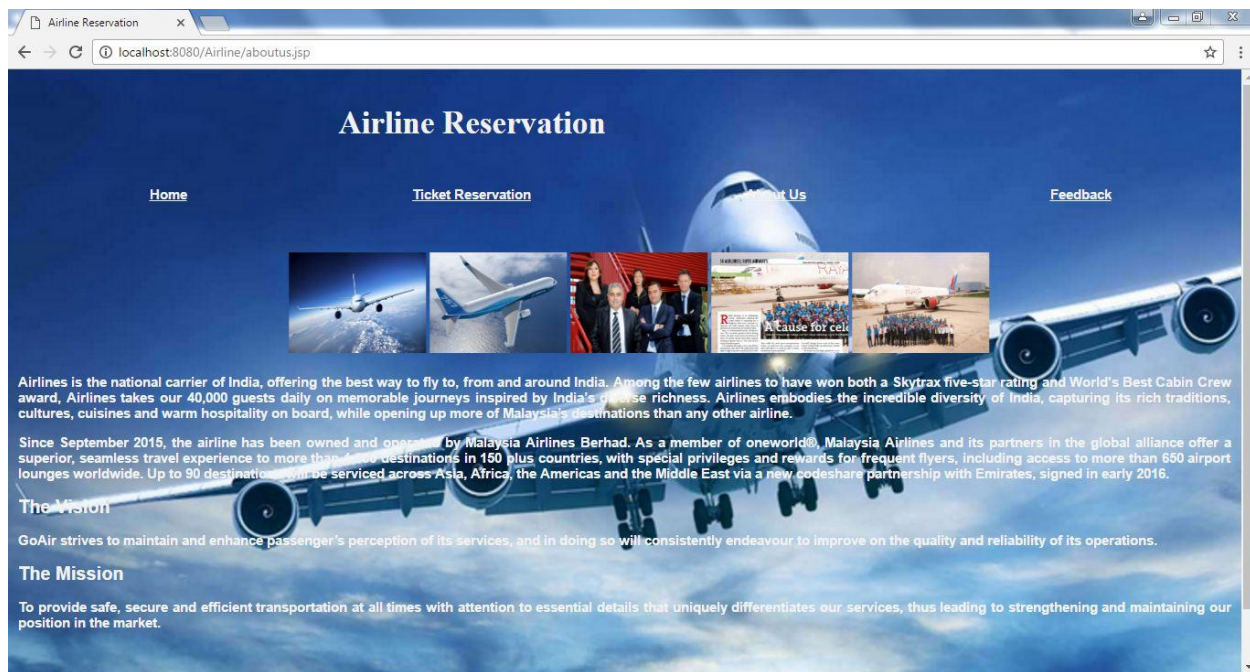 Airline Reservation
localhost:8080/Airline/aboutus.jsp
Airline Reservation
Home Ticket Reservation About Us Feedback
787
A cause for cele
Airlines is the national carrier of India, offering the best way to fly to, from and around India. Among the few airlines to have won both a Skytrax five-star rating and World's Best Cabin Crew
award, Airlines takes our 40,000 guests daily on memorable journeys inspired by India's diverse richness. Airlines embodies the incredible diversity of India, capturing its rich traditions,
cultures, cuisines and warm hospitality on board, while opening up more of Malaysia's destinations than any other airline.
Since September 2015, the airline has been owned and operated by Malaysia Airlines Berhad. As a member of oneworld®, Malaysia Airlines and its partners in the global alliance offer a
superior, seamless travel experience to more than destinations in 150 plus countries, with special privileges and rewards for frequent flyers, including access to more than 650 airport
lounges worldwide. Up to 90 destinations will be serviced across Asia, Africa, the Americas and the Middle East via a new codeshare partnership with Emirates, signed in early 2016.
The Vision
GoAir strives to maintain and enhance passenger's perception of its services, and in doing so will consistently endeavour to improve on the quality and reliability of its operations.
The Mission
To provide safe, secure and efficient transportation at all times with attention to essential details that uniquely differentiates our services, thus leading to strengthening and maintaining our
position in the market.